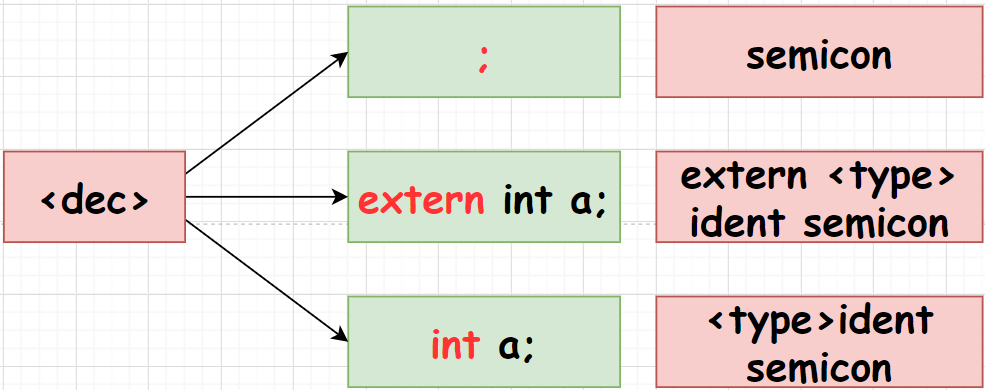 ;
semicon
<dec>
extern int a;
extern <type>
ident semicon
int a;
<type>ident
semicon